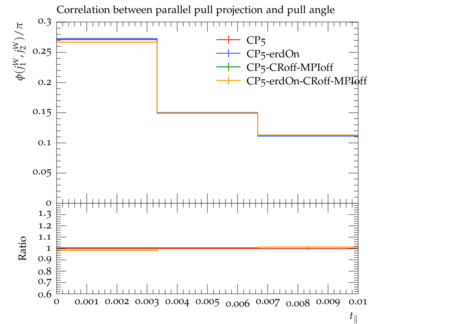 Correlation between parallel pull projection and pull angle
ϕ(j₁ᵂ, j₂ᵂ)/π
0.3
0.25
0.2
0.15
0.1
0.05
0
CP5
CP5-erdOn
CP5-CRoff-MPIoff
CP5-erdOn-CRoff-MPIoff
Ratio
1.3
1.2
1.1
1
0.9
0.8
0.7
0.6
0 0.001 0.002 0.003 0.004 0.005 0.006 0.007 0.008 0.009 0.01
t∥